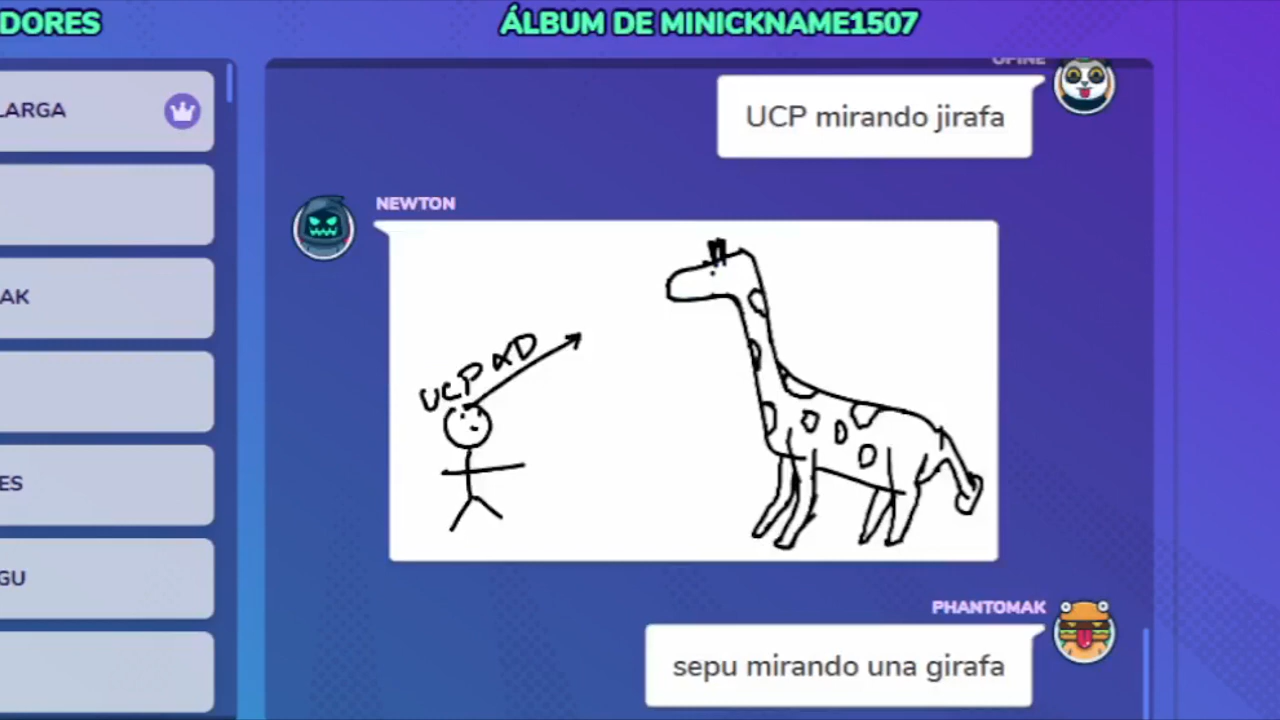 DORES
ÁLBUM DE MINICKNAME1507
LARGA
AK
ES
GU
OPINE
UCP mirando jirafa
NEWTON
UCP XD
PHANTOMAK
sepu mirando una girafa